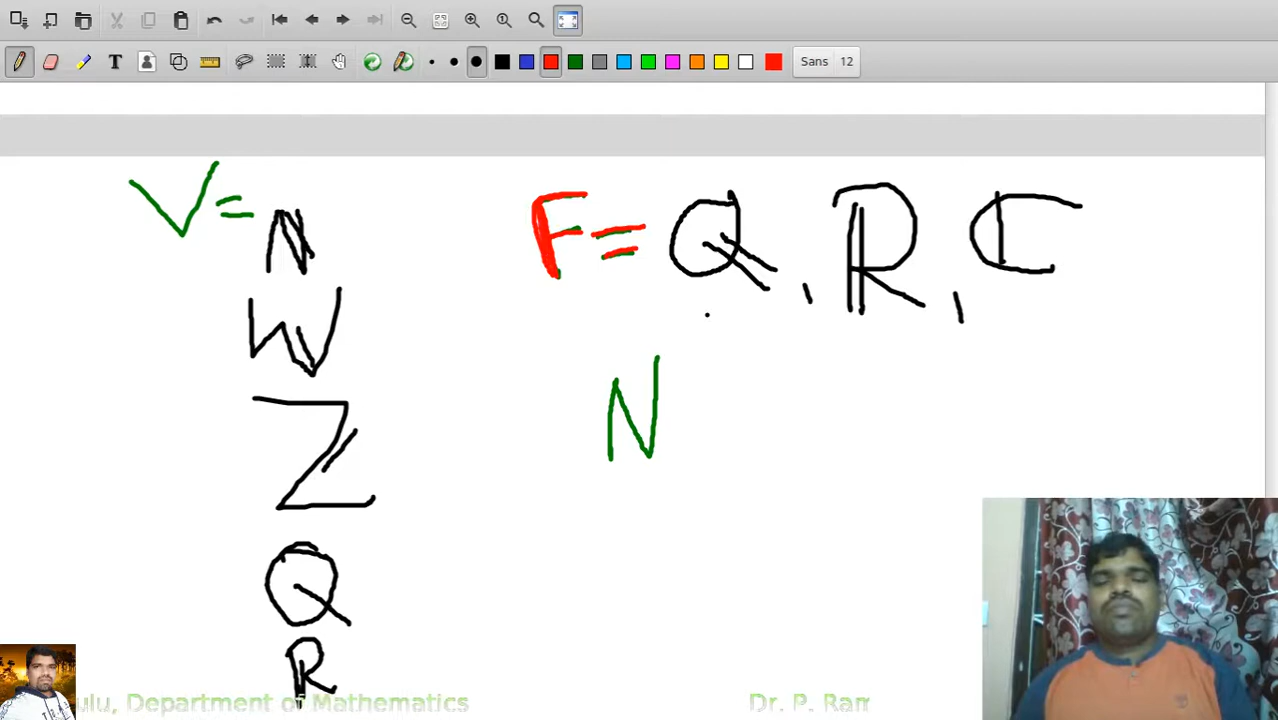 Sans 12
V = N
F = Q, R, C
W
N
Z
Q
R
ulu, Department of Mathematics
Dr. P. Ram